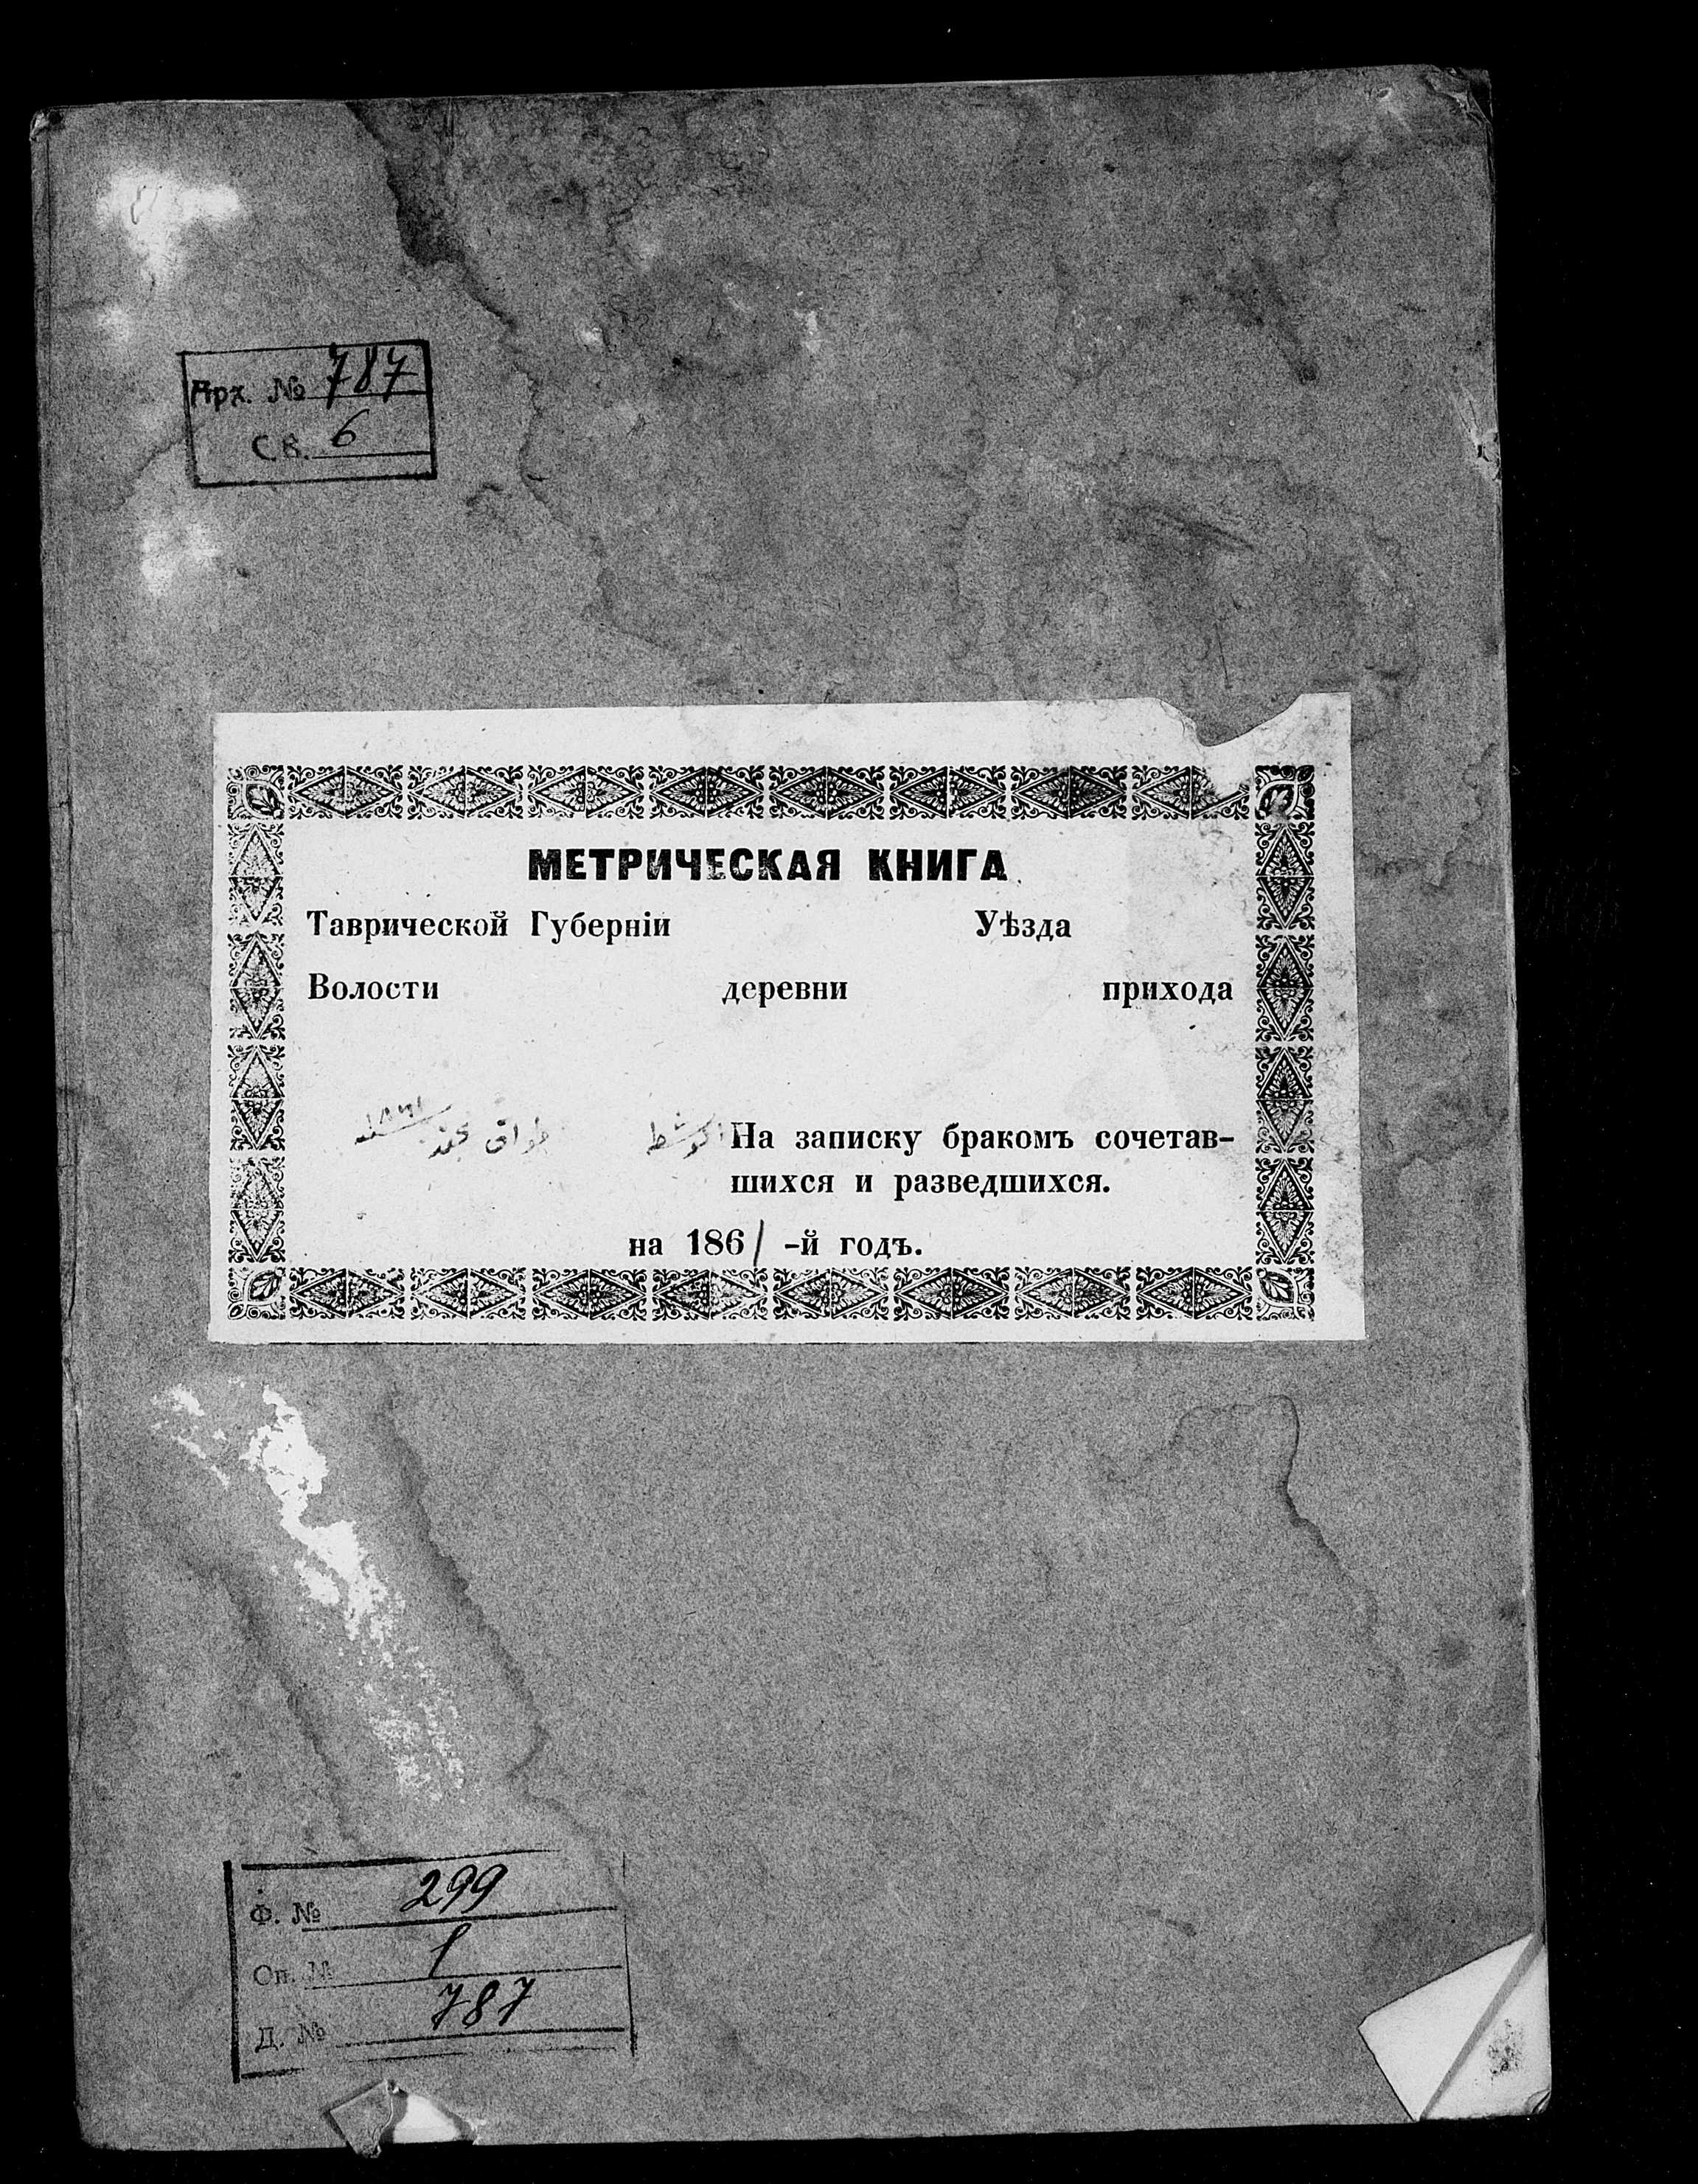 Арх. № 787
св. 6
МЕТРИЧЕСКАЯ КНИГА
Таврической Губерніи Уѣзда
Волости деревни прихода
На записку бракомъ сочетав-
шихся и разведшихся.
на 1861-й годъ.
Ф. № 299
Оп. № 1
Д. № 787